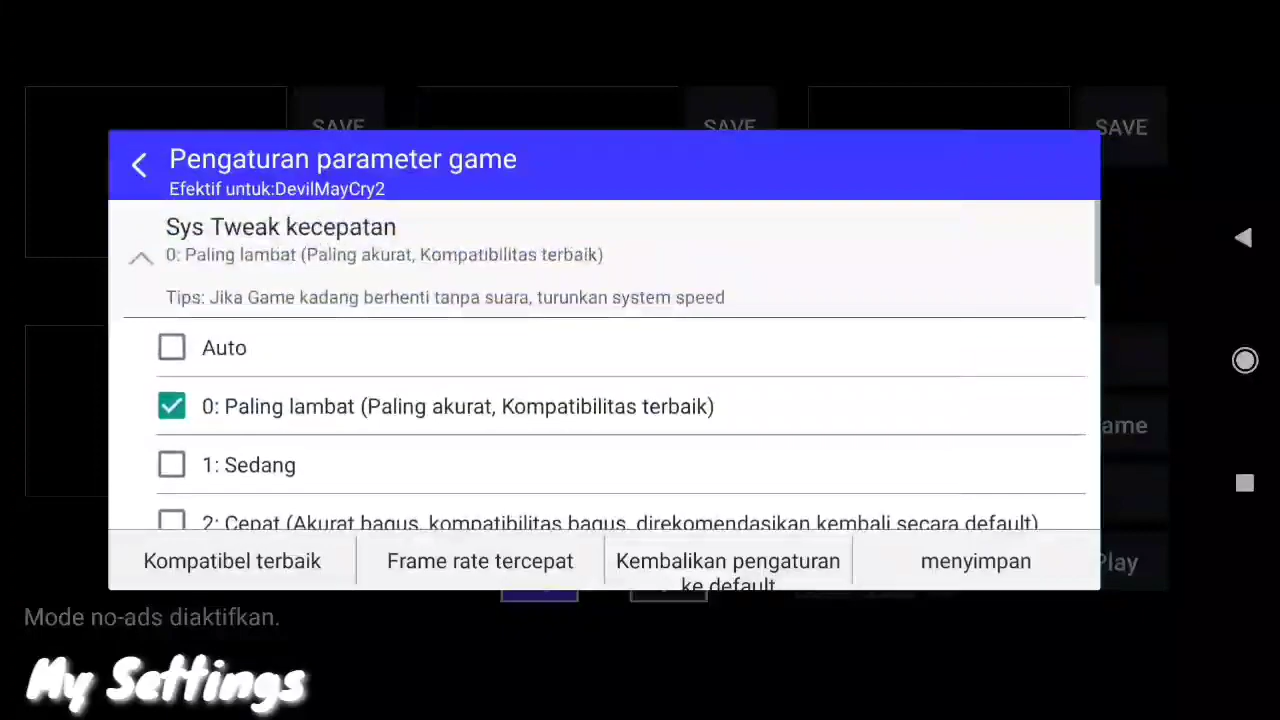 SAVE
SAVE
SAVE
Pengaturan parameter game
Efektif untuk:DevilMayCry2
Sys Tweak kecepatan
0: Paling lambat (Paling akurat, Kompatibilitas terbaik)
Tips: Jika Game kadang berhenti tanpa suara, turunkan system speed
Auto
0: Paling lambat (Paling akurat, Kompatibilitas terbaik)
1: Sedang
2: Cepat (Akurat bagus, kompatibilitas bagus, direkomendasikan kembali secara default)
ame
Kompatibel terbaik
Frame rate tercepat
Kembalikan pengaturan
ke default
menyimpan
Play
Mode no-ads diaktifkan.
My Settings